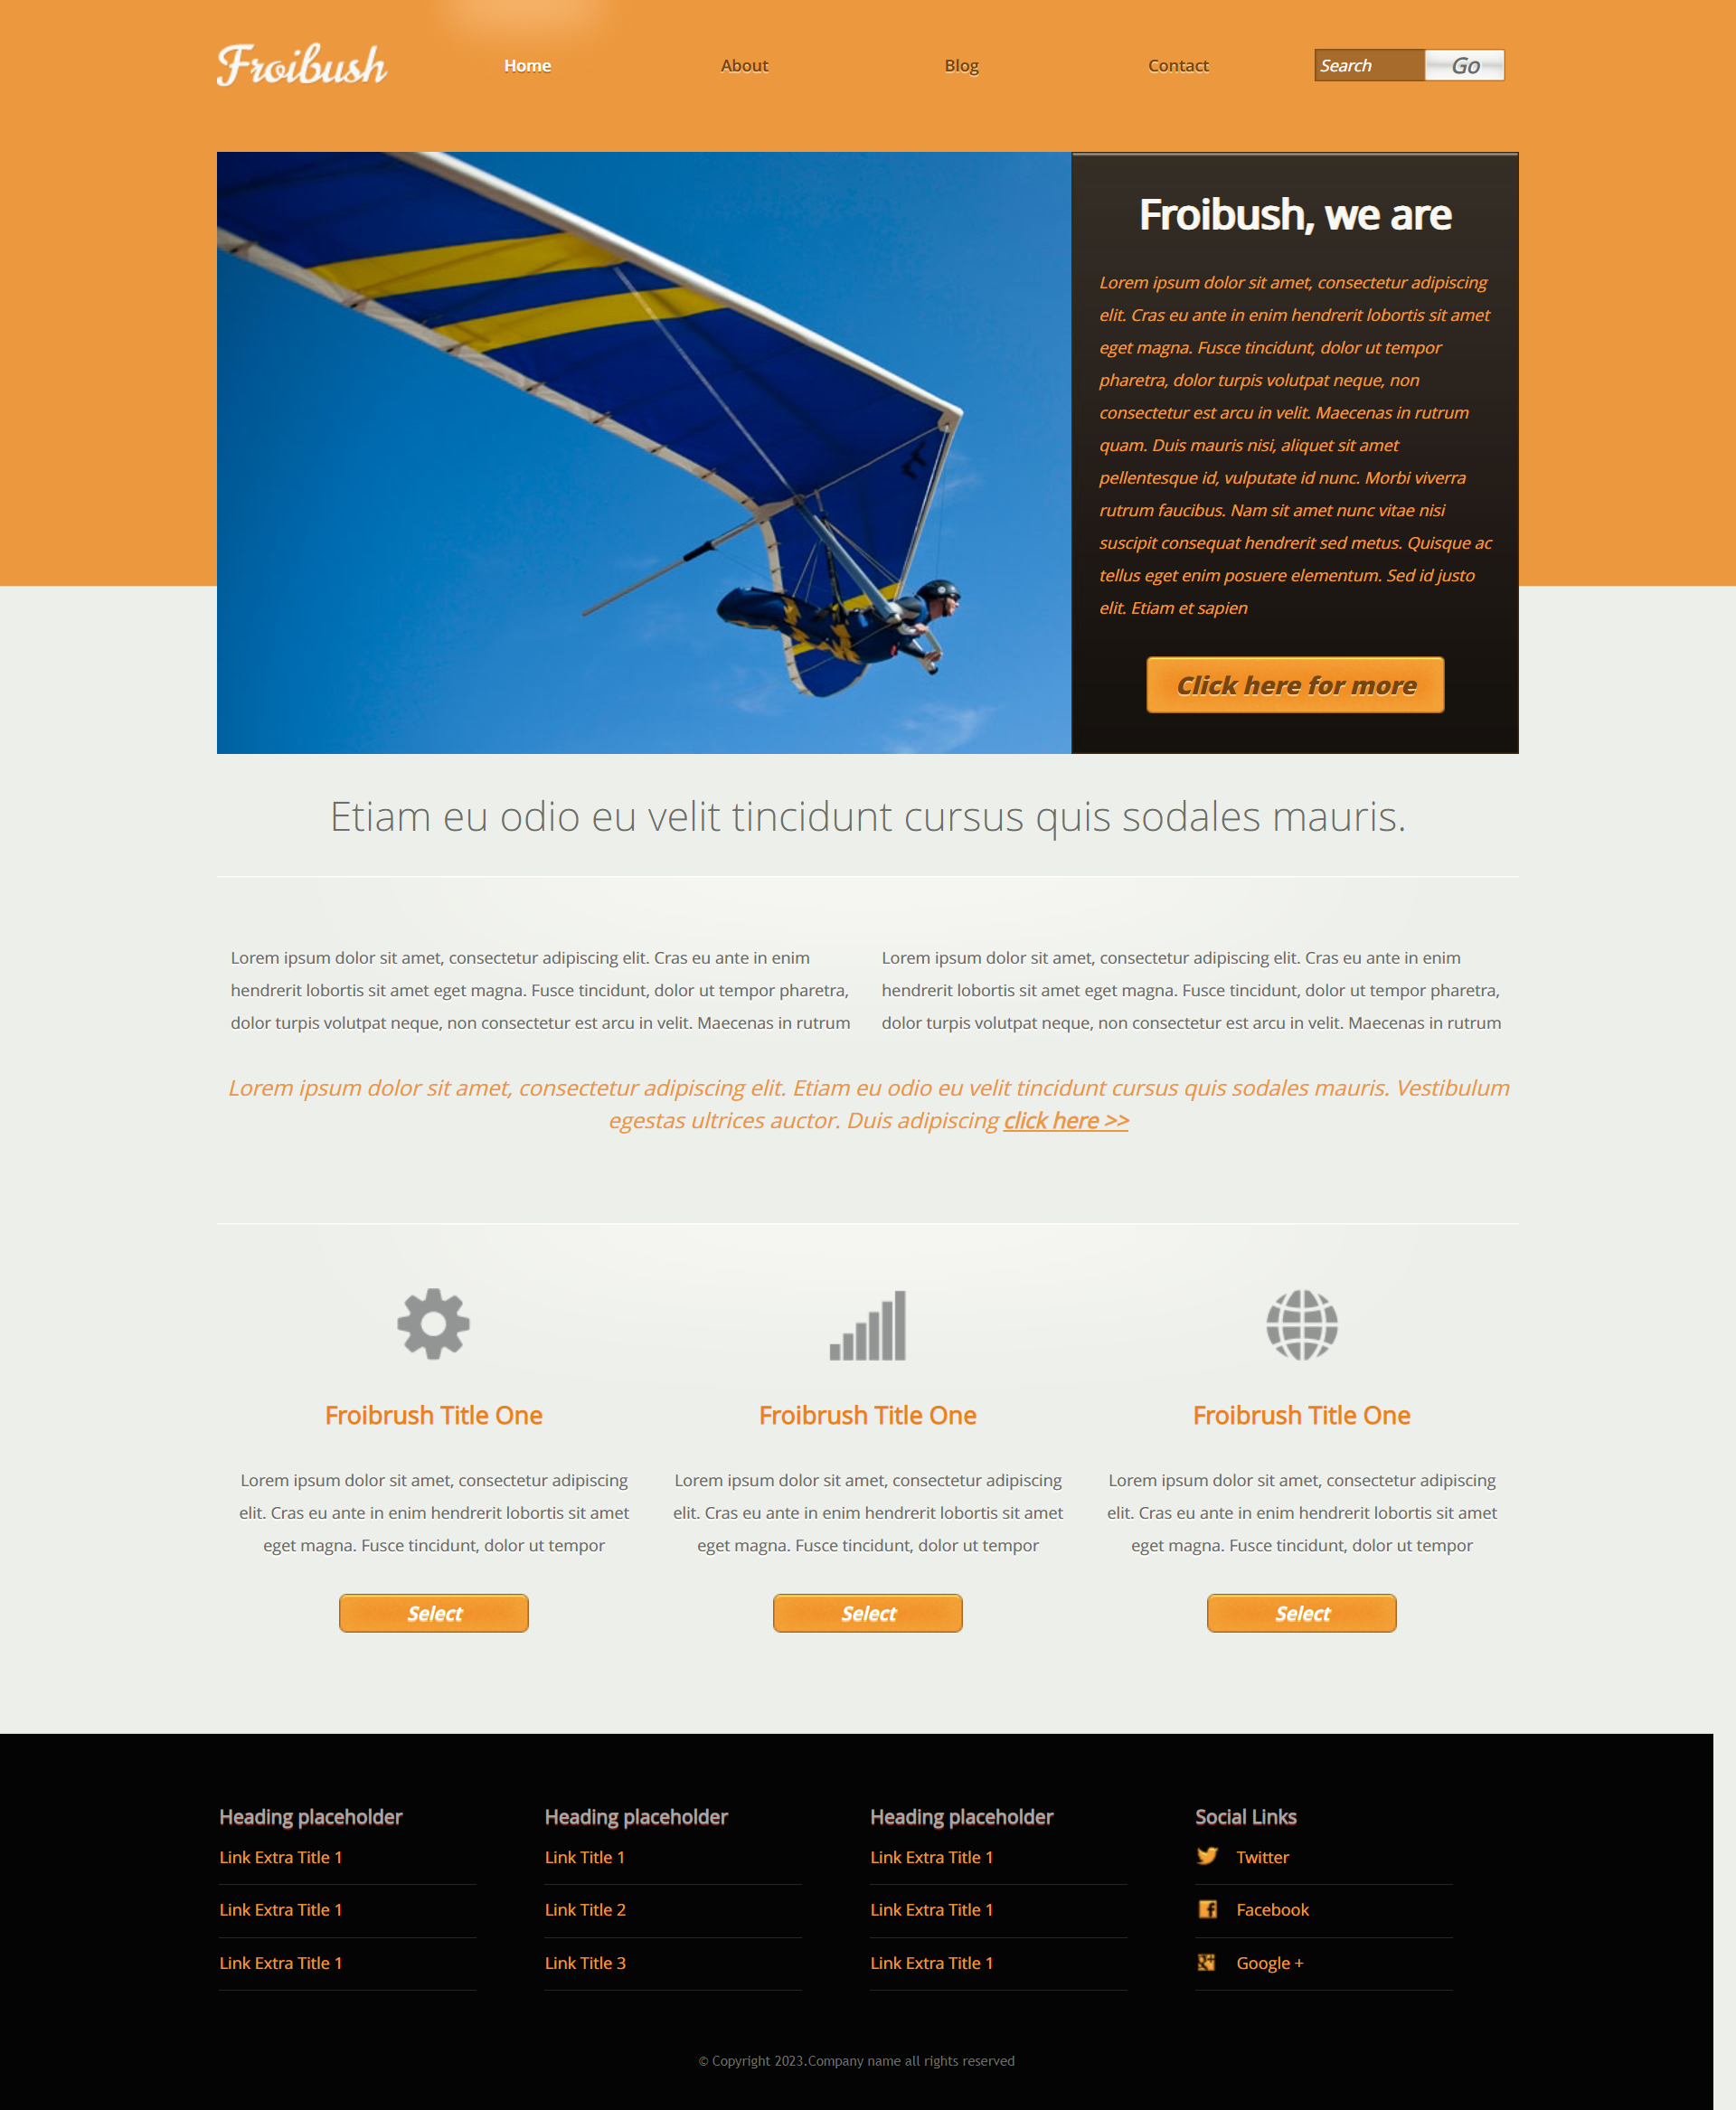 Froibush
Home
About
Blog
Contact
Search
Go
Froibush, we are
Lorem ipsum dolor sit amet, consectetur adipiscing
elit. Cras eu ante in enim hendrerit lobortis sit amet
eget magna. Fusce tincidunt, dolor ut tempor
pharetra, dolor turpis volutpat neque, non
consectetur est arcu in velit. Maecenas in rutrum
quam. Duis mauris nisi, aliquet sit amet
pellentesque id, vulputate id nunc. Morbi viverra
rutrum faucibus. Nam sit amet nunc vitae nisi
suscipit consequat hendrerit sed metus. Quisque ac
tellus eget enim posuere elementum. Sed id justo
elit. Etiam et sapien
Click here for more
Etiam eu odio eu velit tincidunt cursus quis sodales mauris.
Lorem ipsum dolor sit amet, consectetur adipiscing elit. Cras eu ante in enim
hendrerit lobortis sit amet eget magna. Fusce tincidunt, dolor ut tempor pharetra,
dolor turpis volutpat neque, non consectetur est arcu in velit. Maecenas in rutrum
Lorem ipsum dolor sit amet, consectetur adipiscing elit. Cras eu ante in enim
hendrerit lobortis sit amet eget magna. Fusce tincidunt, dolor ut tempor pharetra,
dolor turpis volutpat neque, non consectetur est arcu in velit. Maecenas in rutrum
Lorem ipsum dolor sit amet, consectetur adipiscing elit. Etiam eu odio eu velit tincidunt cursus quis sodales mauris. Vestibulum
egestas ultrices auctor. Duis adipiscing click here >>
Froibrush Title One
Lorem ipsum dolor sit amet, consectetur adipiscing
elit. Cras eu ante in enim hendrerit lobortis sit amet
eget magna. Fusce tincidunt, dolor ut tempor
Select
Froibrush Title One
Lorem ipsum dolor sit amet, consectetur adipiscing
elit. Cras eu ante in enim hendrerit lobortis sit amet
eget magna. Fusce tincidunt, dolor ut tempor
Select
Froibrush Title One
Lorem ipsum dolor sit amet, consectetur adipiscing
elit. Cras eu ante in enim hendrerit lobortis sit amet
eget magna. Fusce tincidunt, dolor ut tempor
Select
Heading placeholder
Link Extra Title 1
Link Extra Title 1
Link Extra Title 1
Heading placeholder
Link Title 1
Link Title 2
Link Title 3
Heading placeholder
Link Extra Title 1
Link Extra Title 1
Link Extra Title 1
Social Links
Twitter
Facebook
Google +
© Copyright 2023.Company name all rights reserved